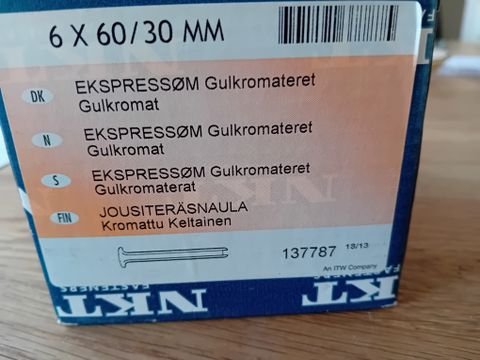 6 X 60/30 MM
DK EKSPRESSØM Gulkromateret
Gulkromat
N EKSPRESSØM Gulkromateret
Gulkromat
S EKSPRESSØM Gulkromateret
Gulkromaterat
FIN JOUSITERÄSNAULA
Kromattu Keltainen
137787 13/13
An ITW Company
NKT
FASTENERS
NKT